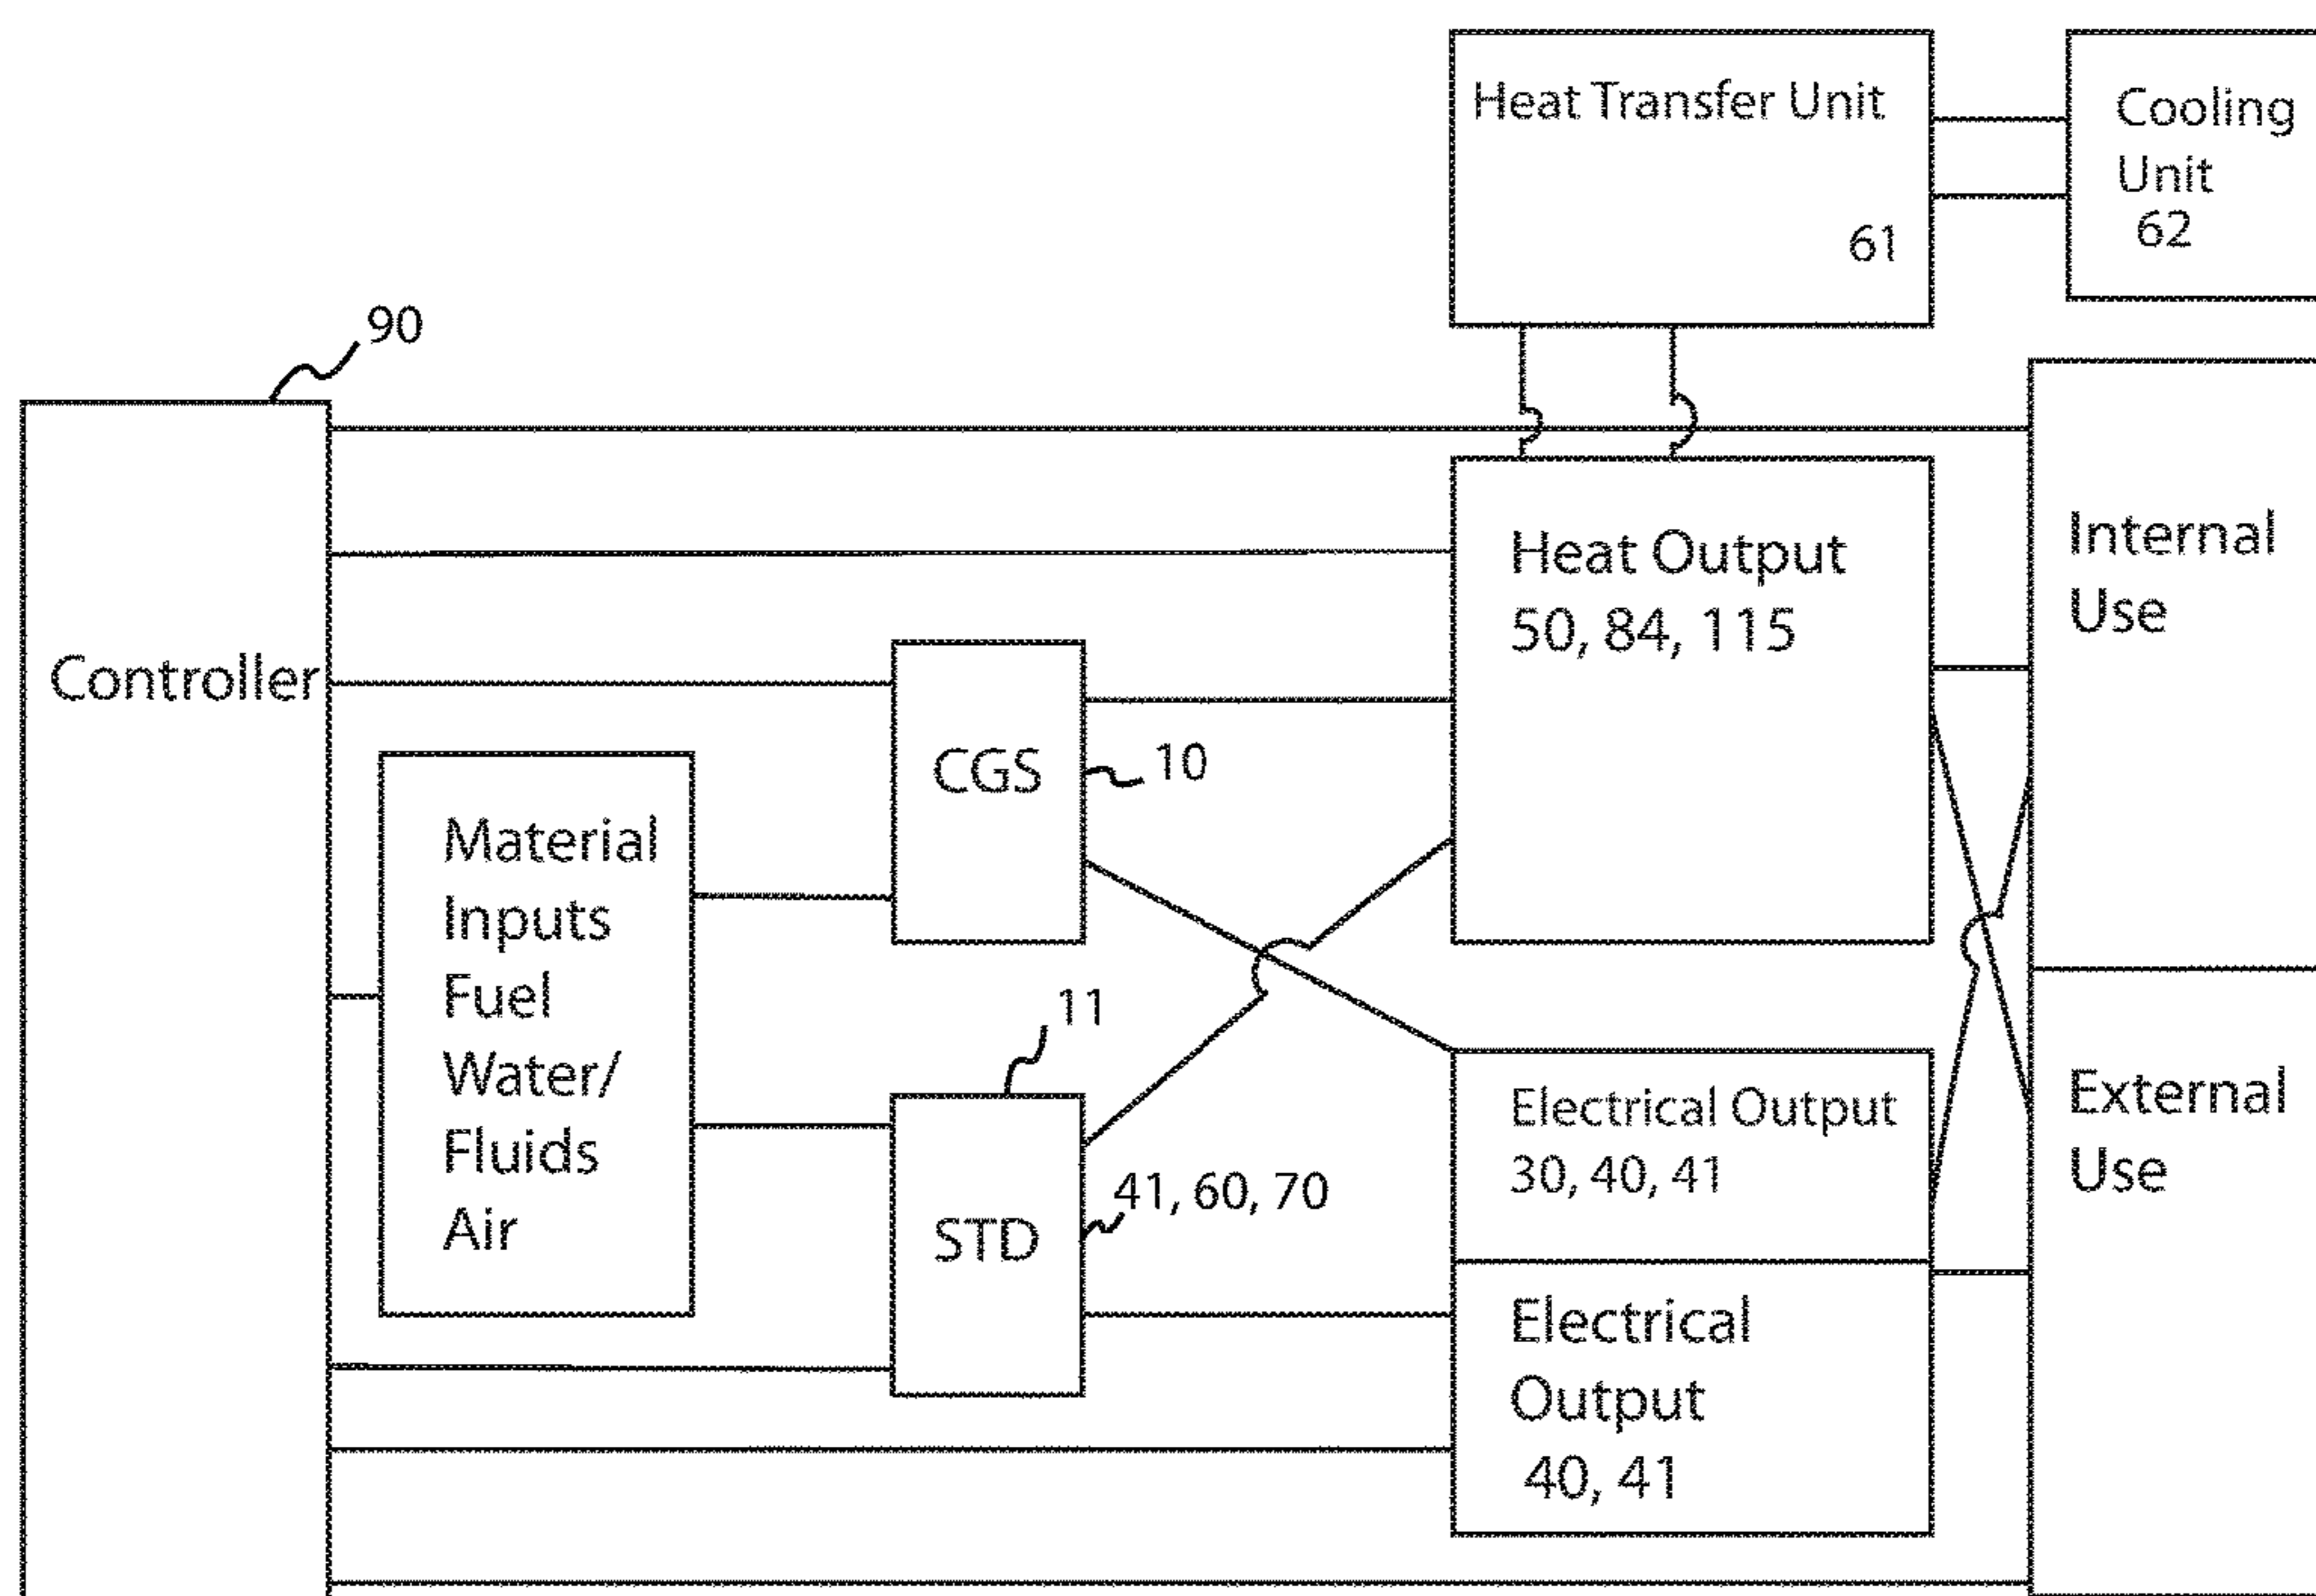 Heat Transfer Unit
61
Cooling
Unit
62
90
Controller
Heat Output
50, 84, 115
Internal
Use
CGS
10
Material
Inputs
Fuel
Water/
Fluids
Air
11
STD
41, 60, 70
Electrical Output
30, 40, 41
Electrical
Output
40, 41
External
Use